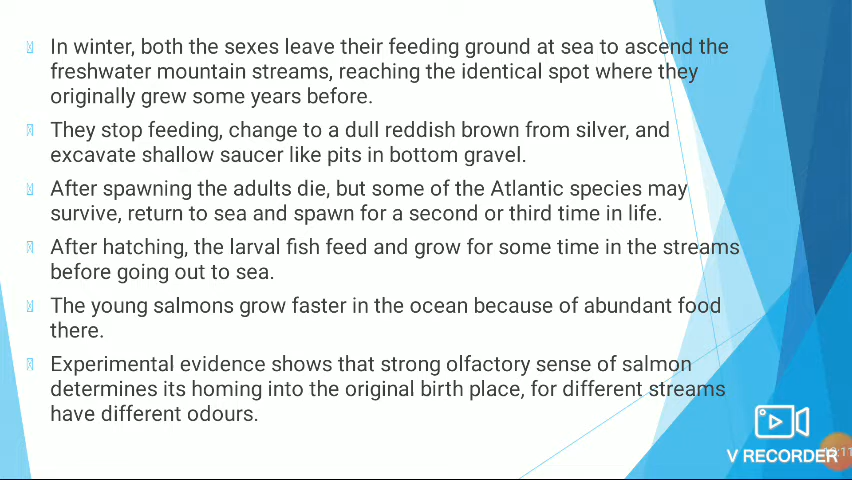 In winter, both the sexes leave their feeding ground at sea to ascend the
freshwater mountain streams, reaching the identical spot where they
originally grew some years before.
They stop feeding, change to a dull reddish brown from silver, and
excavate shallow saucer like pits in bottom gravel.
After spawning the adults die, but some of the Atlantic species may
survive, return to sea and spawn for a second or third time in life.
After hatching, the larval fish feed and grow for some time in the streams
before going out to sea.
The young salmons grow faster in the ocean because of abundant food
there.
Experimental evidence shows that strong olfactory sense of salmon
determines its homing into the original birth place, for different streams
have different odours.
V RECORDER